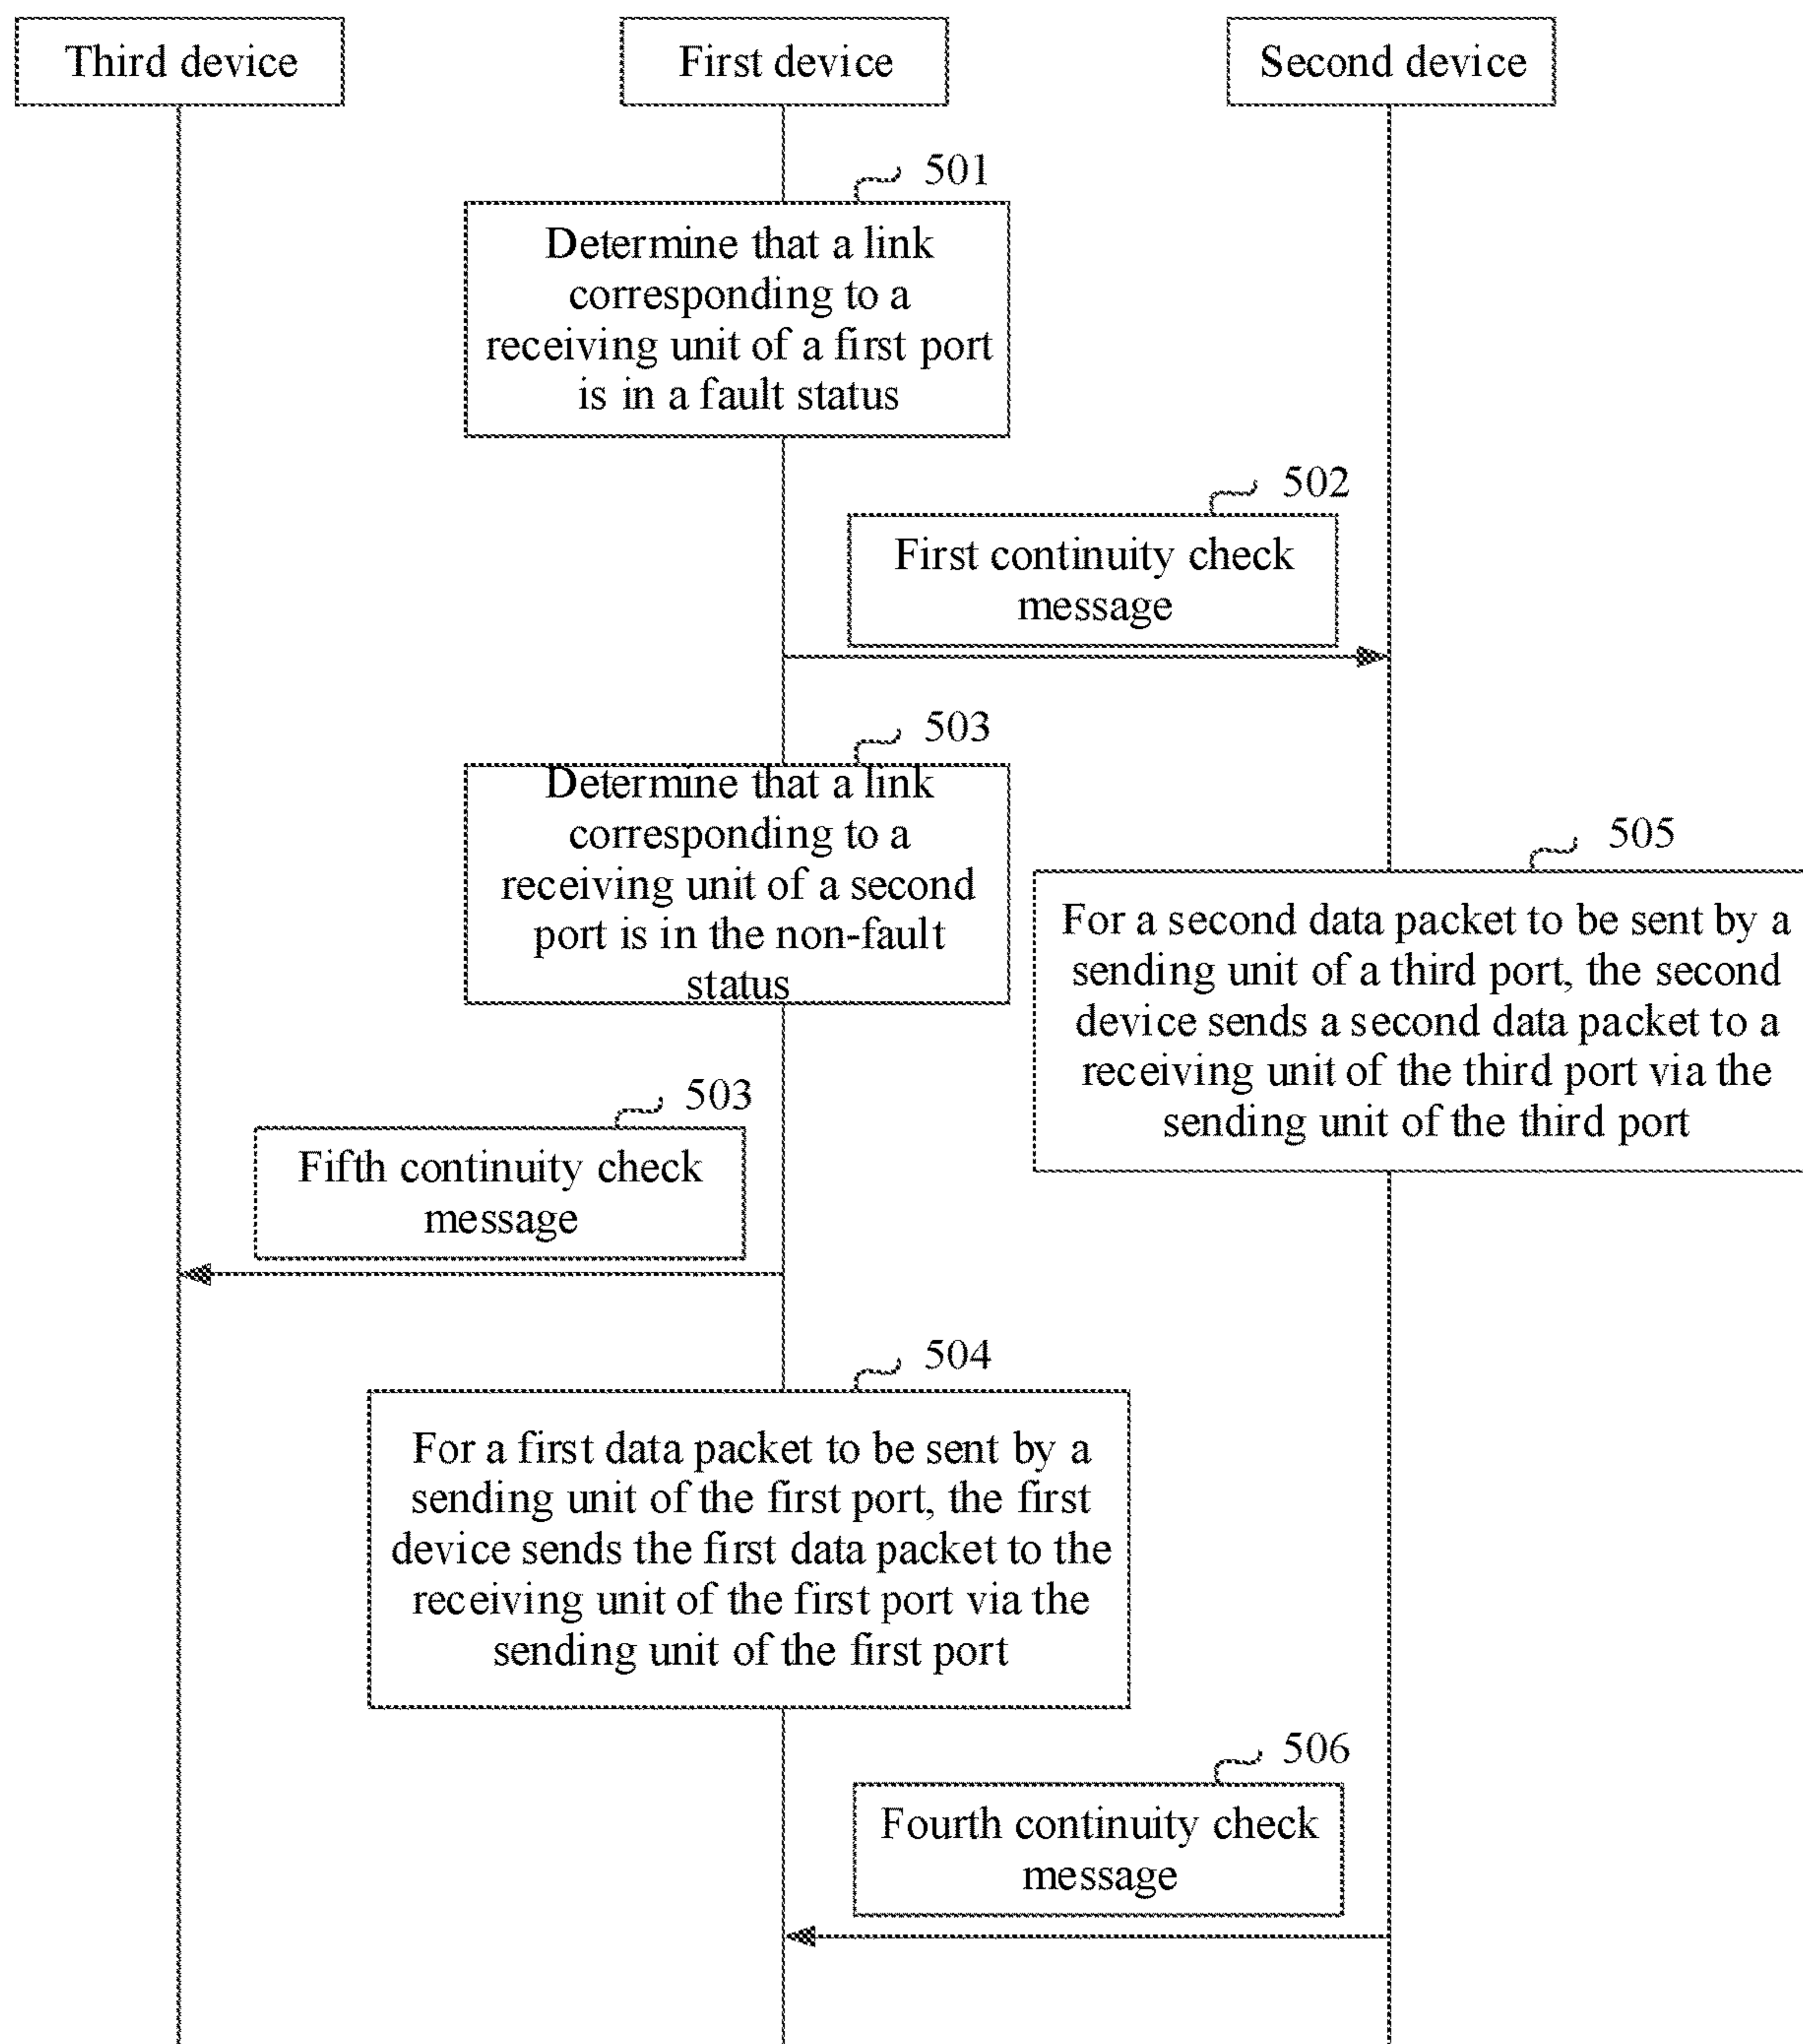 Third device
First device
Second device
501
Determine that a link
corresponding to a
receiving unit of a first port
is in a fault status
502
First continuity check
message
503
Determine that a link
corresponding to a
receiving unit of a second
port is in the non-fault
status
505
For a second data packet to be sent by a
sending unit of a third port, the second
device sends a second data packet to a
receiving unit of the third port via the
sending unit of the third port
503
Fifth continuity check
message
504
For a first data packet to be sent by a
sending unit of the first port, the first
device sends the first data packet to the
receiving unit of the first port via the
sending unit of the first port
506
Fourth continuity check
message